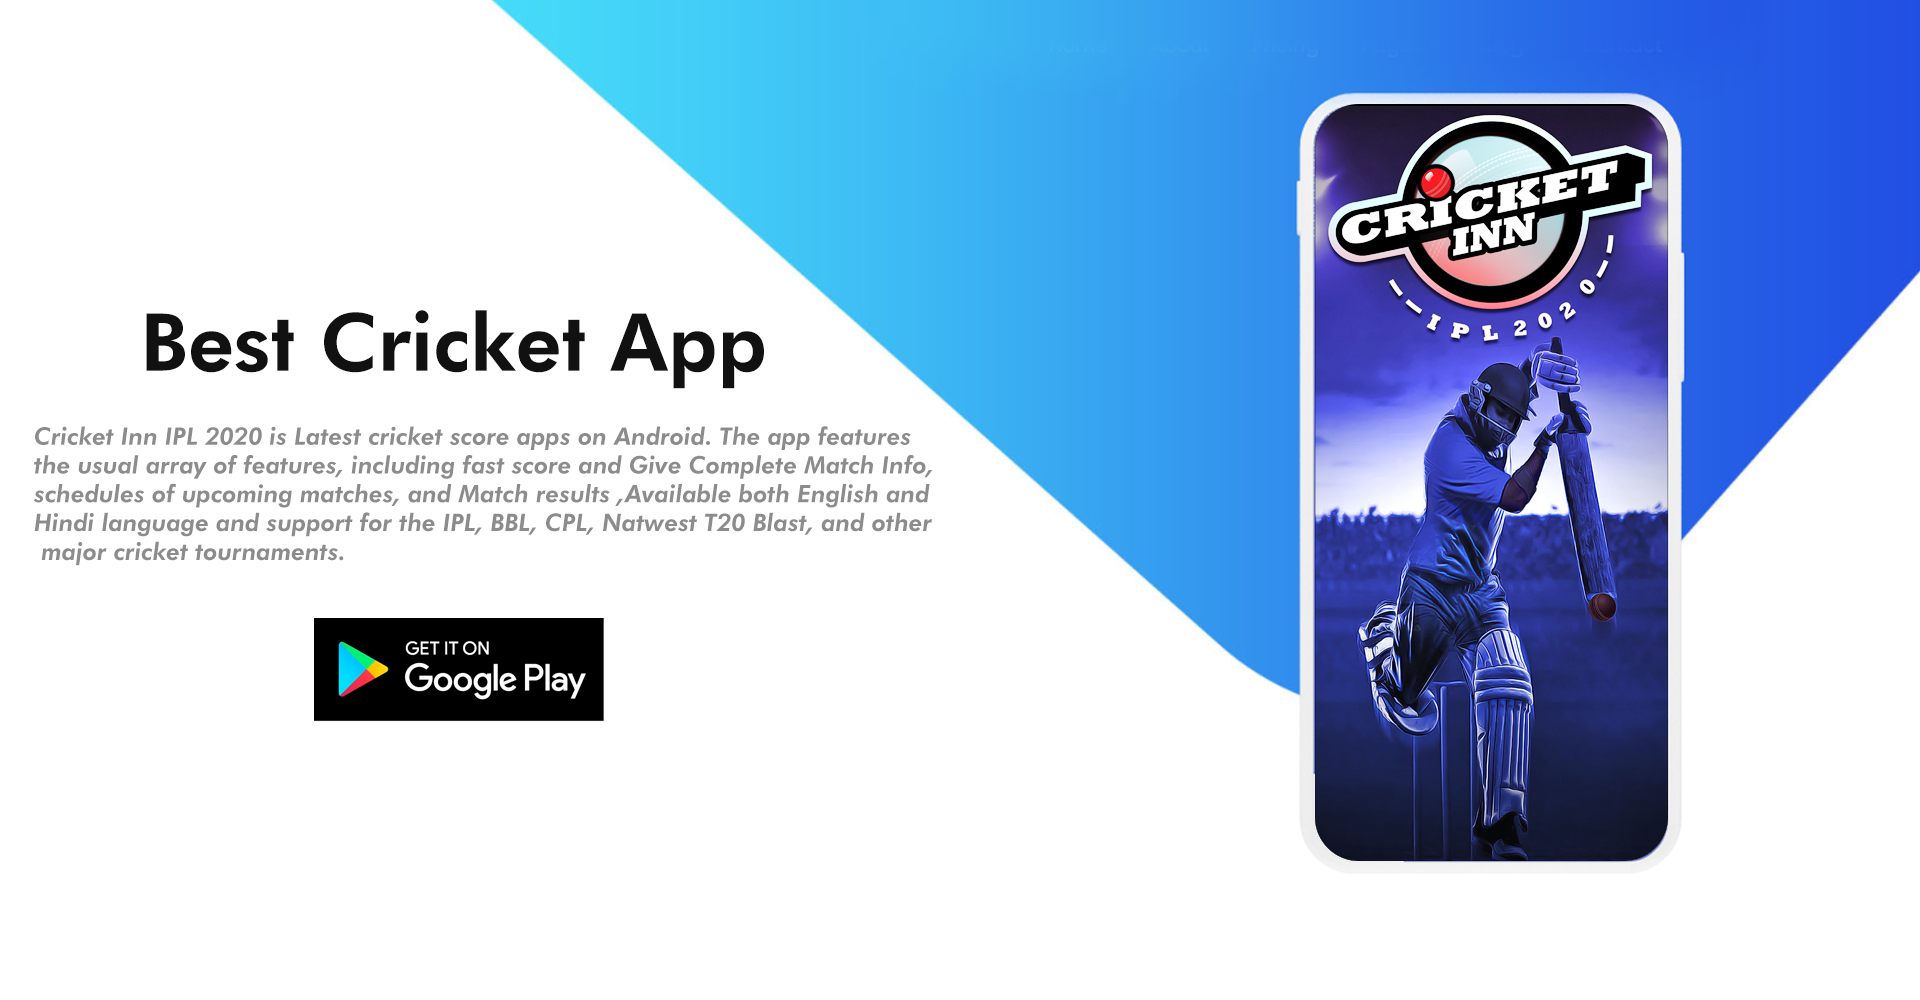 Best Cricket App
Cricket Inn IPL 2020 is Latest cricket score apps on Android. The app features
the usual array of features, including fast score and Give Complete Match Info,
schedules of upcoming matches, and Match results ,Available both English and
Hindi language and support for the IPL, BBL, CPL, Natwest T20 Blast, and other
major cricket tournaments.
GET IT ON
Google Play
CRiCKET
INN
IPL 2020